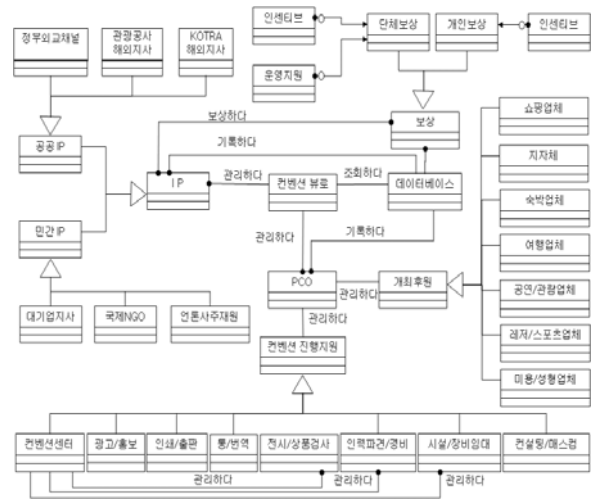 인센티브
단체보상
개인보상
인센티브
정부외교채널
관광공사
해외지사
KOTRA
해외지사
운영지원
보상
보상하다
쇼핑업체
공공IP
기록하다
지자체
IP
관리하다
컨벤션 뷰로
조회하다
데이터베이스
숙박업체
민간IP
관리하다
기록하다
여행업체
PCO
관리하다
개최후원
공연/관람업체
대기업지사
국제NGO
언론사주재원
관리하다
레저/스포츠업체
컨벤션 진행지원
미용/성형업체
컨벤션센터
광고/홍보
인쇄/출판
통/번역
전시/상품검사
인력파견/경비
시설/장비임대
컨설팅/매스컴
관리하다
관리하다
관리하다